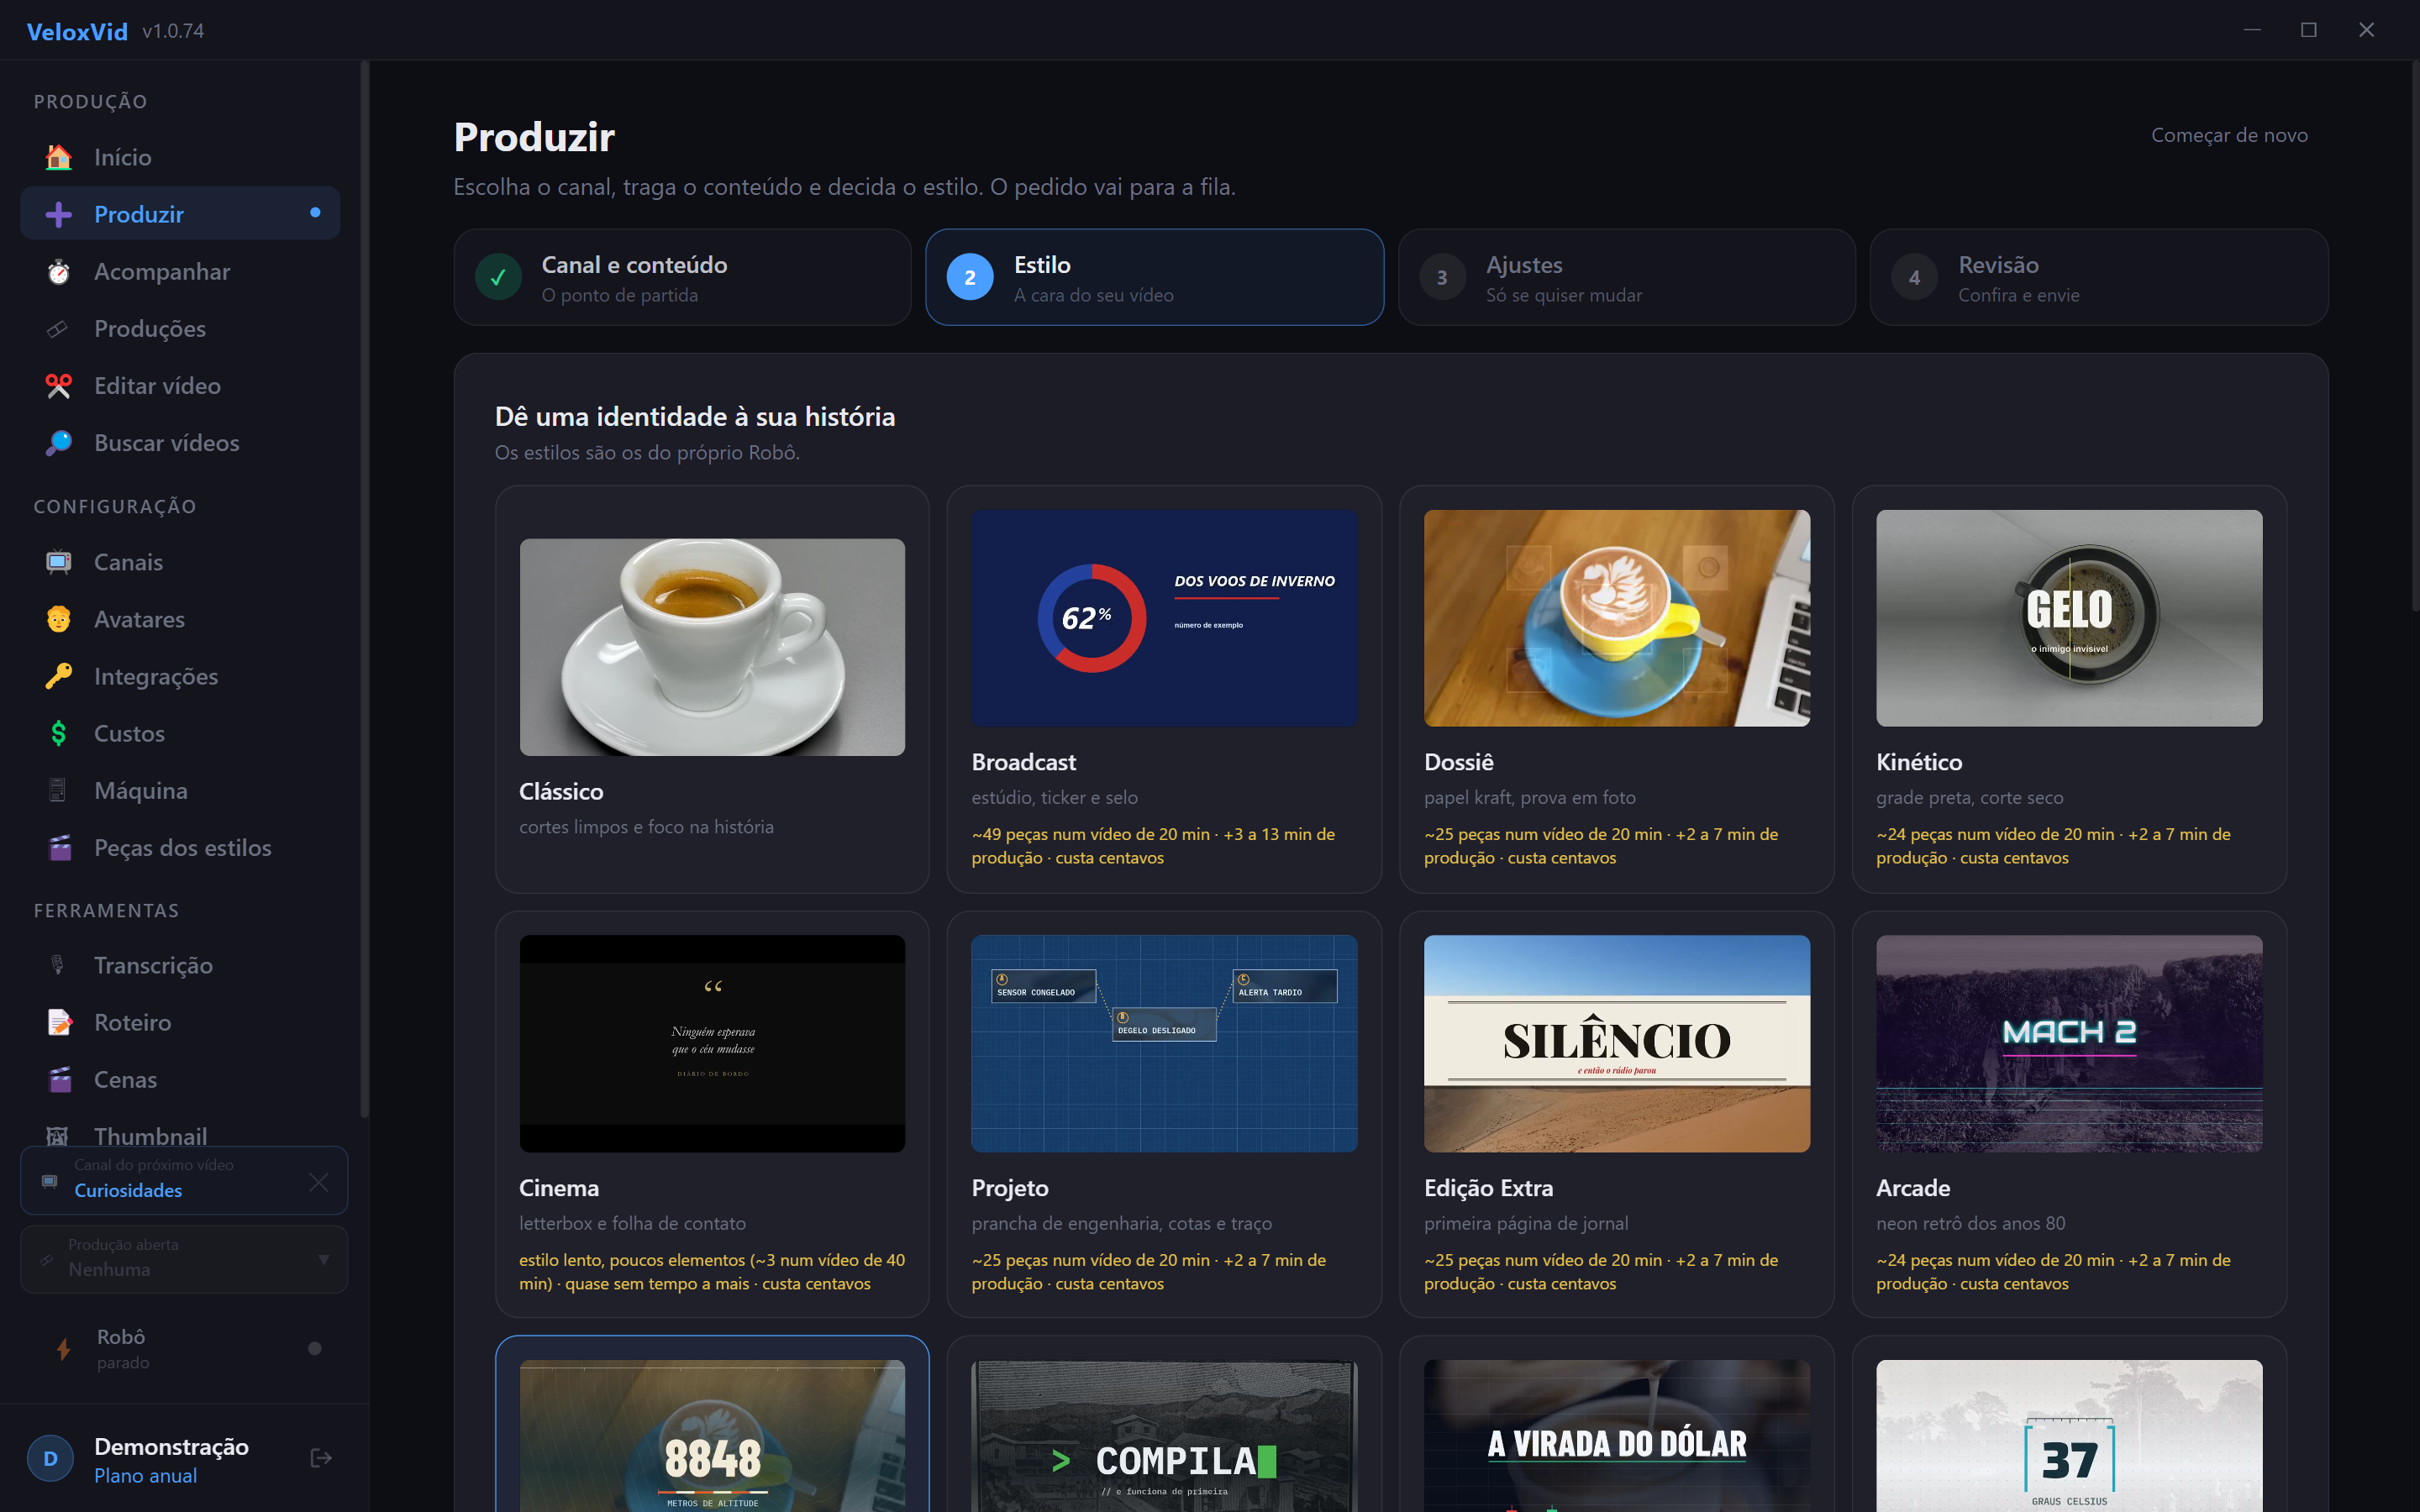 VeloxVid v1.0.74
PRODUÇÃO
Início
Produzir
Acompanhar
Produções
Editar vídeo
Buscar vídeos
CONFIGURAÇÃO
Canais
Avatares
Integrações
Custos
Máquina
Peças dos estilos
FERRAMENTAS
Transcrição
Roteiro
Cenas
Thumbnail
Canal do próximo vídeo
Curiosidades
Produção aberta
Nenhuma
Robô
parado
D
Demonstração
Plano anual
Produzir
Começar de novo
Escolha o canal, traga o conteúdo e decida o estilo. O pedido vai para a fila.
✓ Canal e conteúdo
O ponto de partida
2 Estilo
A cara do seu vídeo
3 Ajustes
Só se quiser mudar
4 Revisão
Confira e envie
Dê uma identidade à sua história
Os estilos são os do próprio Robô.
Clássico
cortes limpos e foco na história
62%
DOS VOOS DE INVERNO
número de exemplo
Broadcast
estúdio, ticker e selo
~49 peças num vídeo de 20 min · +3 a 13 min de
produção · custa centavos
Dossiê
papel kraft, prova em foto
~25 peças num vídeo de 20 min · +2 a 7 min de
produção · custa centavos
GELO
o inimigo invisível
Kinético
grade preta, corte seco
~24 peças num vídeo de 20 min · +2 a 7 min de
produção · custa centavos
“
Ninguém esperava
que o céu mudasse
DIÁRIO DE BORDO
Cinema
letterbox e folha de contato
estilo lento, poucos elementos (~3 num vídeo de 40
min) · quase sem tempo a mais · custa centavos
A
SENSOR CONGELADO
B
DEGELO DESLIGADO
C
ALERTA TARDIO
Projeto
prancha de engenharia, cotas e traço
~25 peças num vídeo de 20 min · +2 a 7 min de
produção · custa centavos
SILÊNCIO
e então o rádio parou
Edição Extra
primeira página de jornal
~25 peças num vídeo de 20 min · +2 a 7 min de
produção · custa centavos
MACH 2
Arcade
neon retrô dos anos 80
~24 peças num vídeo de 20 min · +2 a 7 min de
produção · custa centavos
8848
METROS DE ALTITUDE
> COMPILA
// e funciona de primeira
A VIRADA DO DÓLAR
37
GRAUS CELSIUS